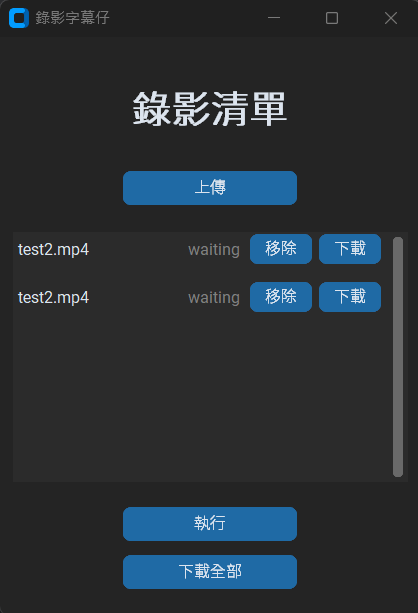 錄影字幕仔
錄影清單
上傳
test2.mp4 waiting 移除 下載
test2.mp4 waiting 移除 下載
執行
下載全部